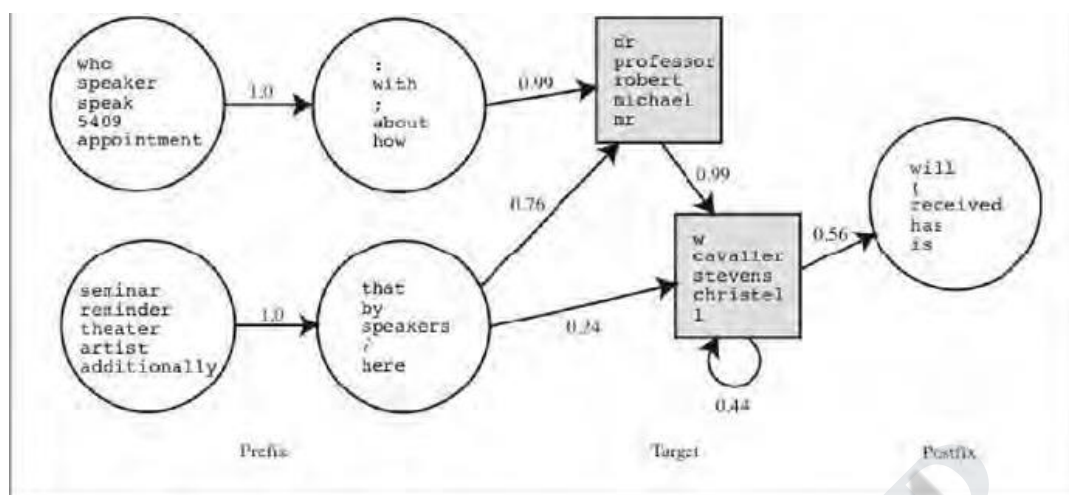 who
speaker
speak
5409
appointment
1.0
:
with
;
about
how
0.99
dr
professor
robert
michael
mr
0.99
0.76
seminar
reminder
theater
artist
additionally
1.0
that
by
speakers
/
here
0.24
w
cavalier
stevens
christel
l
0.44
0.56
will
(
received
has
is
Prefix
Target
Postfix